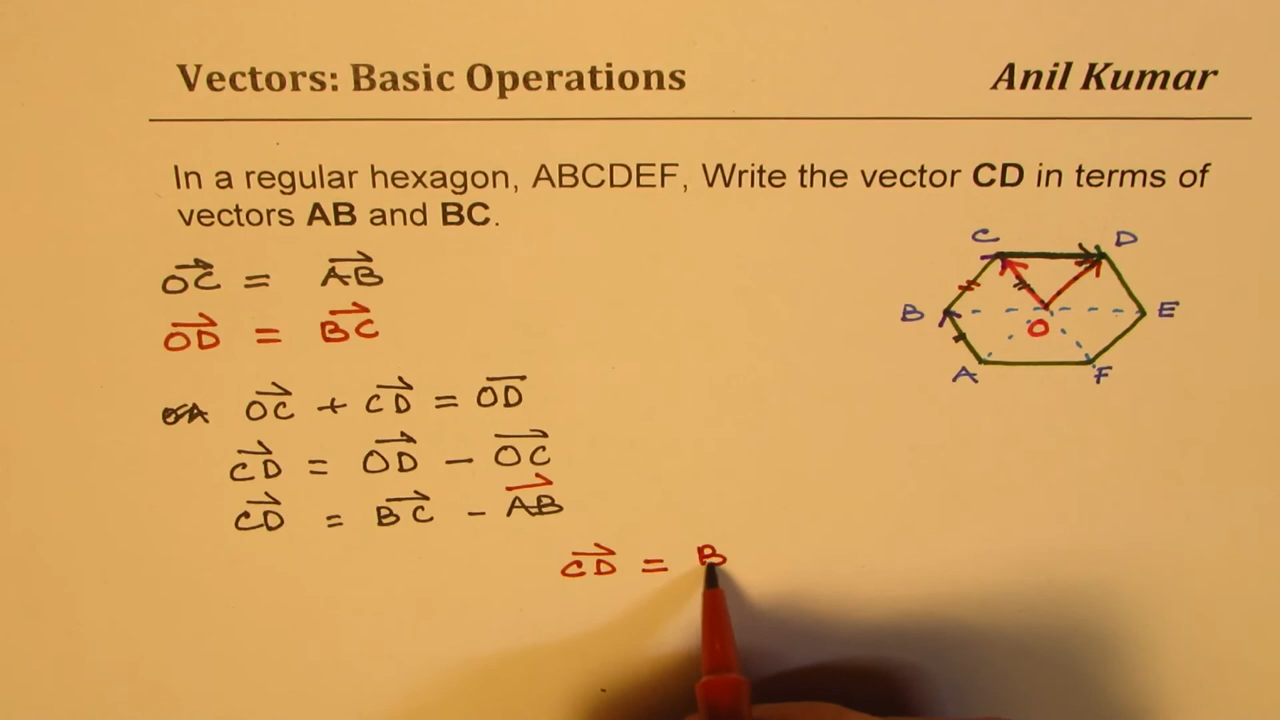 Vectors: Basic Operations Anil Kumar
In a regular hexagon, ABCDEF, Write the vector CD in terms of
vectors AB and BC.
OC = AB
OD = BC
OC + CD = OD
CD = OD - OC
CD = BC - AB
CD = B
C D
B O E
A F